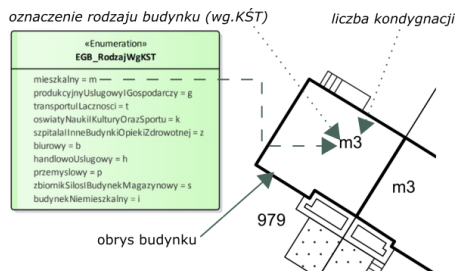 oznaczenie rodzaju budynku (wg.KŚT)
liczba kondygnacji
«Enumeration»
EGB_RodzajWgKST
mieszkalny = m
produkcyjnyUslugowyIGospodarczy = g
transportuILacznosci = t
oswiatyNaukiIKulturyOrazSportu = k
szpitalaIInneBudynkiOpiekiZdrowotnej = z
biurowy = b
handlowoUslugowy = h
przemyslowy = p
zbiornikSilosIBudynekMagazynowy = s
budynekNiemieszkalny = i
m3
m3
979
obrys budynku